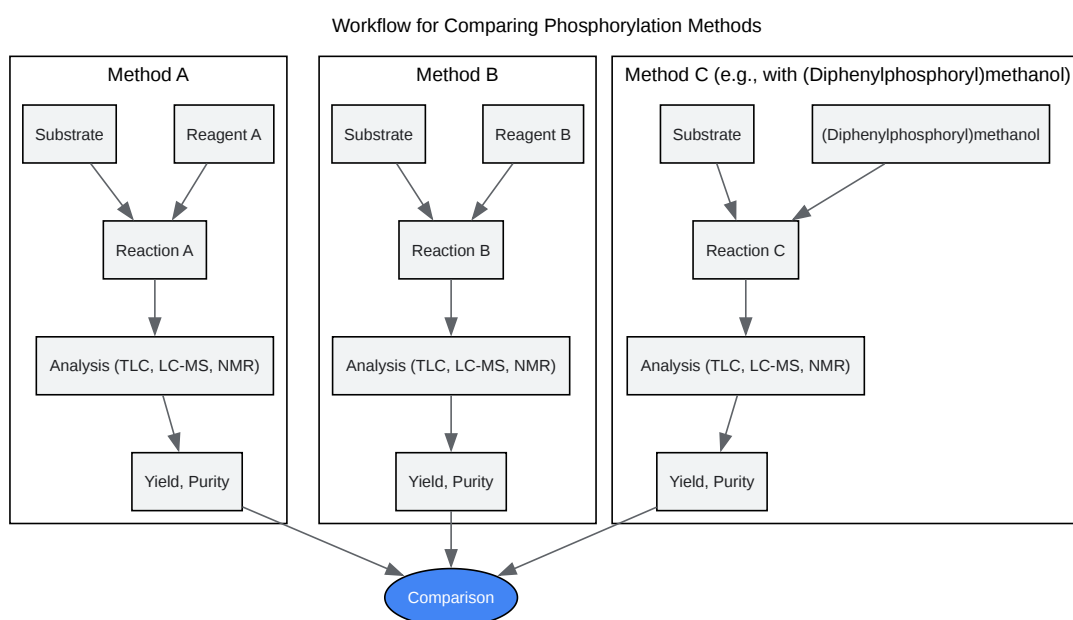 Workflow for Comparing Phosphorylation Methods
Method A
Substrate
Reagent A
Reaction A
Analysis (TLC, LC-MS, NMR)
Yield, Purity
Method B
Substrate
Reagent B
Reaction B
Analysis (TLC, LC-MS, NMR)
Yield, Purity
Method C (e.g., with (Diphenylphosphoryl)methanol)
Substrate
(Diphenylphosphoryl)methanol
Reaction C
Analysis (TLC, LC-MS, NMR)
Yield, Purity
Comparison